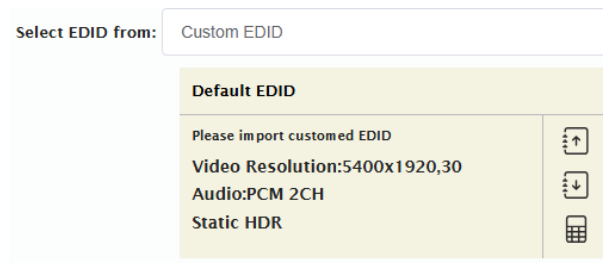 Select EDID from: Custom EDID
Default EDID
Please import customed EDID
Video Resolution:5400x1920,30
Audio:PCM 2CH
Static HDR